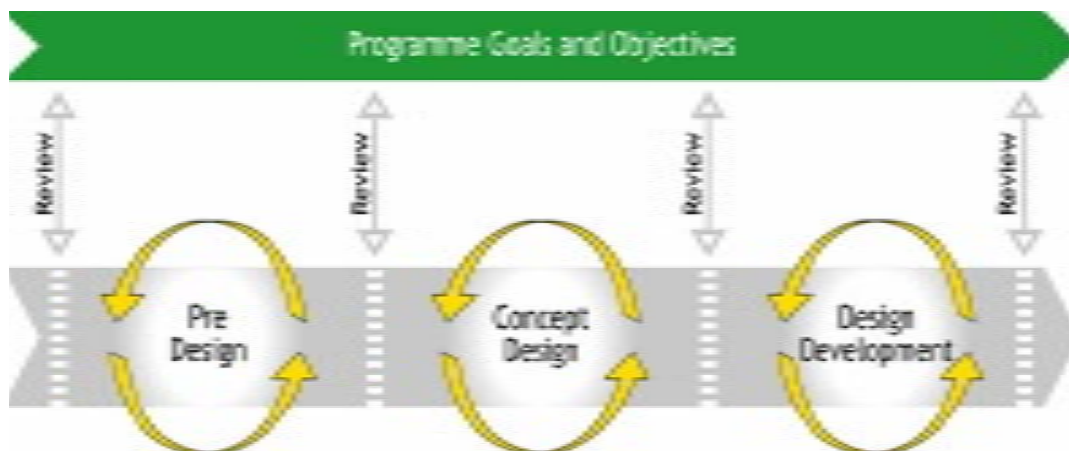 Programme Goals and Objectives
Review
Review
Review
Review
Pre
Design
Concept
Design
Design
Development